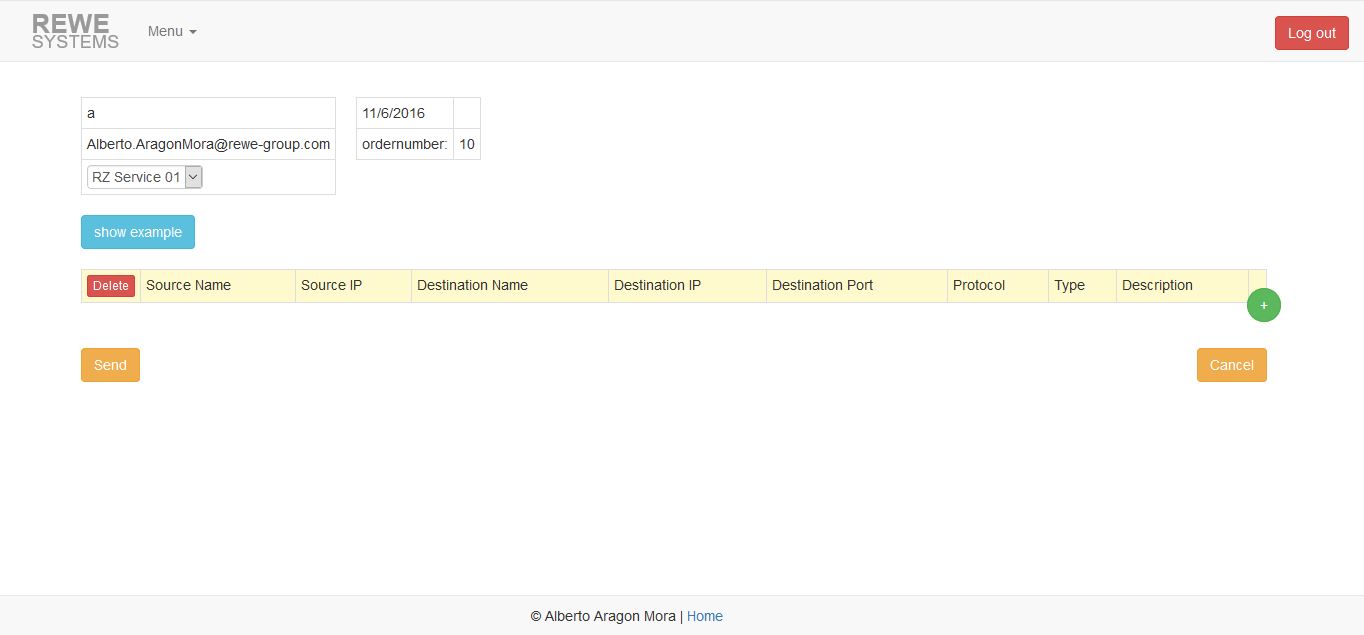 REWE
SYSTEMS
Menu
Log out
a
11/6/2016
Alberto.AragonMora@rewe-group.com
ordernumber: 10
RZ Service 01
show example
Delete Source Name Source IP Destination Name Destination IP Destination Port Protocol Type Description
+
Send
Cancel
© Alberto Aragon Mora | Home